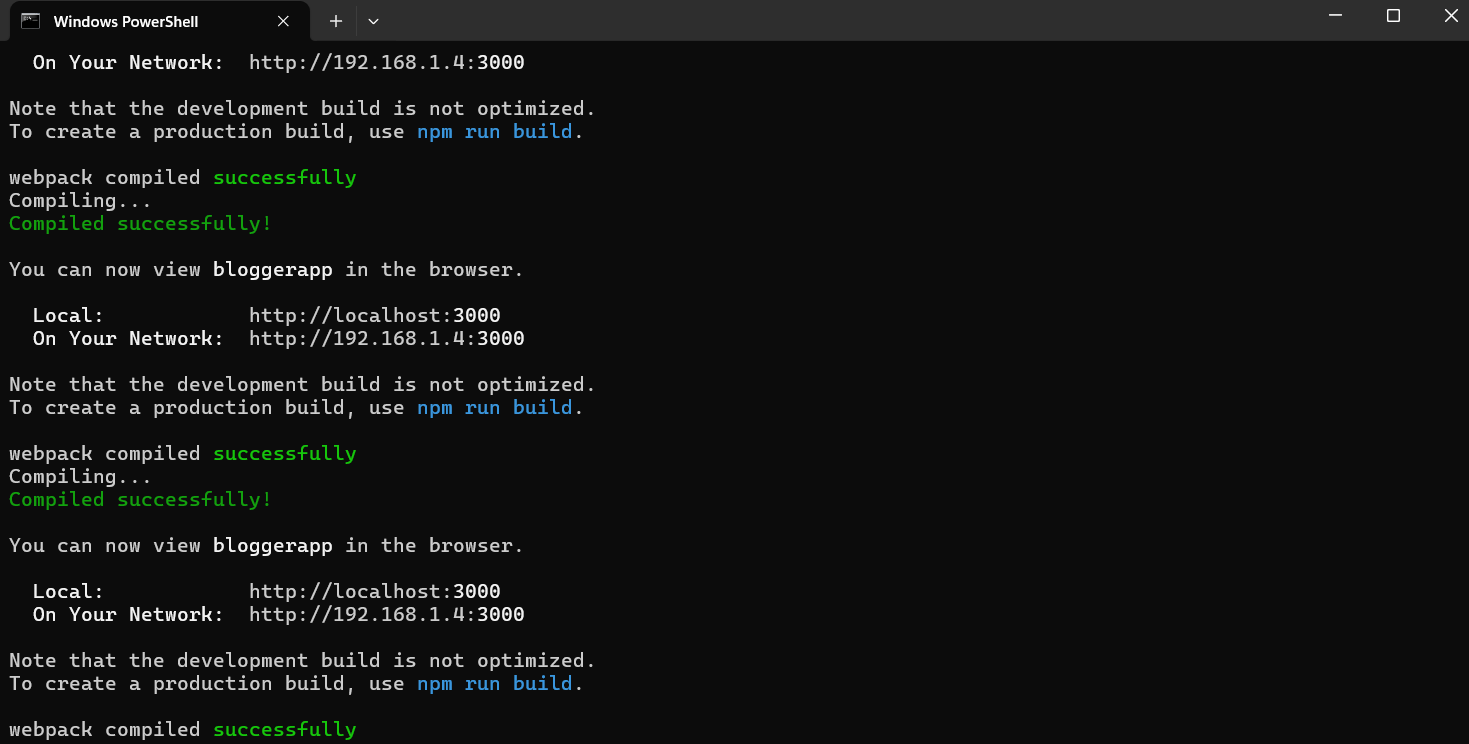 Windows PowerShell
On Your Network:  http://192.168.1.4:3000
Note that the development build is not optimized.
To create a production build, use npm run build.
webpack compiled successfully
Compiling...
Compiled successfully!
You can now view bloggerapp in the browser.
Local:            http://localhost:3000
On Your Network:  http://192.168.1.4:3000
Note that the development build is not optimized.
To create a production build, use npm run build.
webpack compiled successfully
Compiling...
Compiled successfully!
You can now view bloggerapp in the browser.
Local:            http://localhost:3000
On Your Network:  http://192.168.1.4:3000
Note that the development build is not optimized.
To create a production build, use npm run build.
webpack compiled successfully